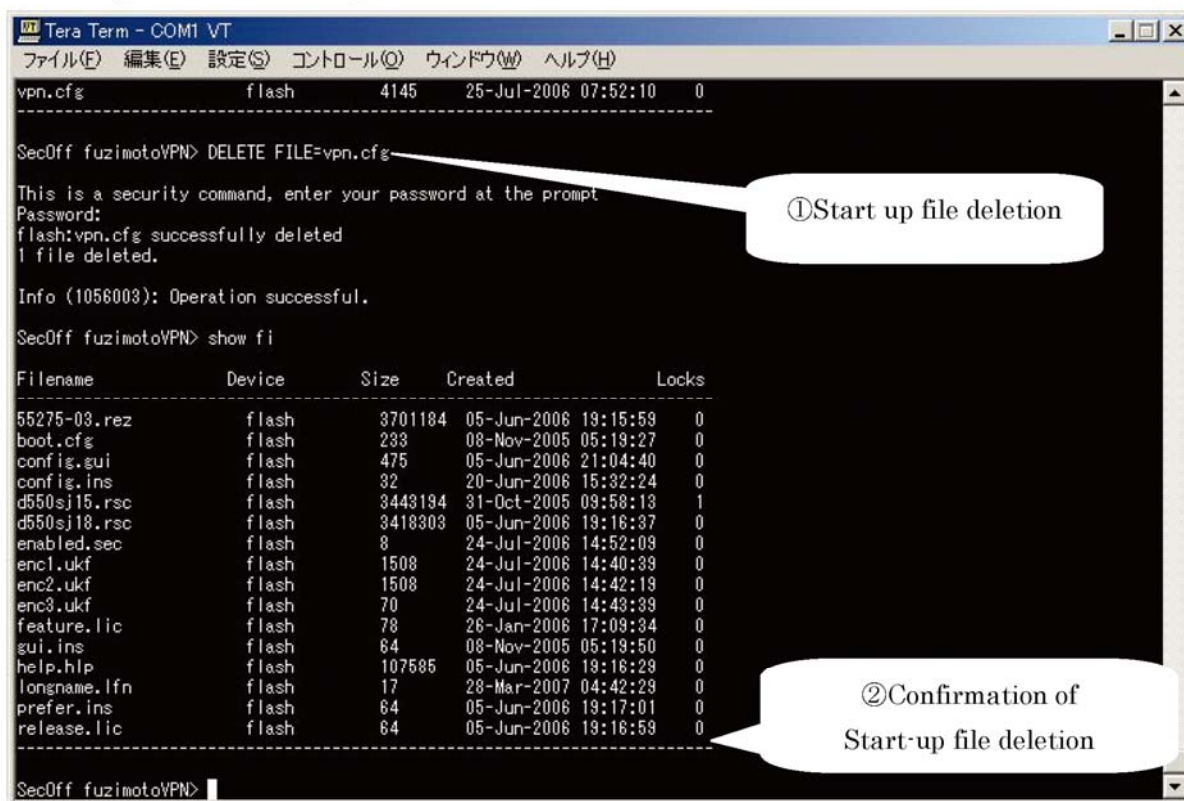 Tera Term - COM1 VT
ファイル(F) 編集(E) 設定(S) コントロール(O) ウィンドウ(W) ヘルプ(H)
vpn.cfg flash 4145 25-Jul-2006 07:52:10 0
SecOff fuzimotoVPN> DELETE FILE=vpn.cfg
①Start up file deletion
This is a security command, enter your password at the prompt
Password:
flash:vpn.cfg successfully deleted
1 file deleted.
Info (1056003): Operation successful.
SecOff fuzimotoVPN> show fi
Filename Device Size Created Locks
55275-03.rez flash 3701184 05-Jun-2006 19:15:59 0
boot.cfg flash 233 08-Nov-2005 05:19:27 0
config.gui flash 475 05-Jun-2006 21:04:40 0
config.ins flash 32 20-Jun-2006 15:32:24 0
d550sj15.rsc flash 3443194 31-Oct-2005 09:58:13 1
d550sj18.rsc flash 3418303 05-Jun-2006 19:16:37 0
enabled.sec flash 8 24-Jul-2006 14:52:09 0
enc1.ukf flash 1508 24-Jul-2006 14:40:39 0
enc2.ukf flash 1508 24-Jul-2006 14:42:19 0
enc3.ukf flash 70 24-Jul-2006 14:43:39 0
feature.lic flash 78 26-Jan-2006 17:09:34 0
gui.ins flash 64 08-Nov-2005 05:19:50 0
help.hlp flash 107585 05-Jun-2006 19:16:29 0
longname.lfn flash 17 28-Mar-2007 04:42:29 0
prefer.ins flash 64 05-Jun-2006 19:17:01 0
release.lic flash 64 05-Jun-2006 19:16:59 0
②Confirmation of
Start-up file deletion
SecOff fuzimotoVPN>